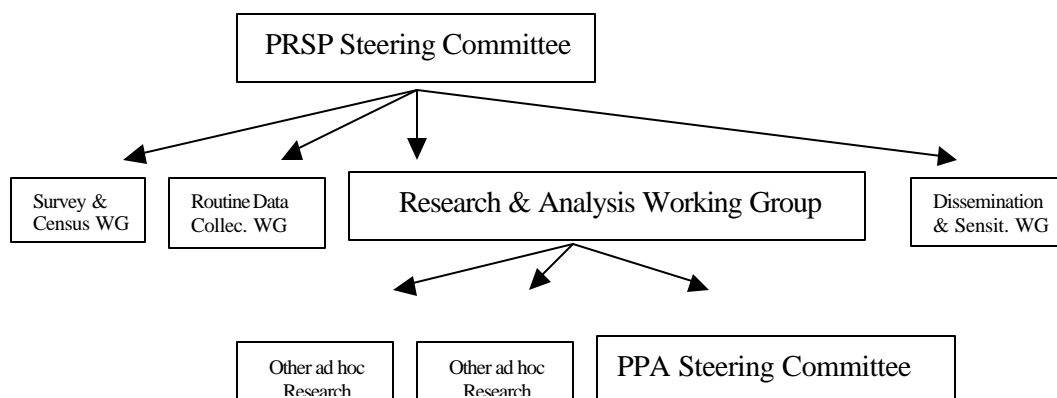 PRSP Steering Committee
Survey &
Census WG
Routine Data
Collec. WG
Research & Analysis Working Group
Dissemination
& Sensit. WG
Other ad hoc
Research
Other ad hoc
Research
PPA Steering Committee